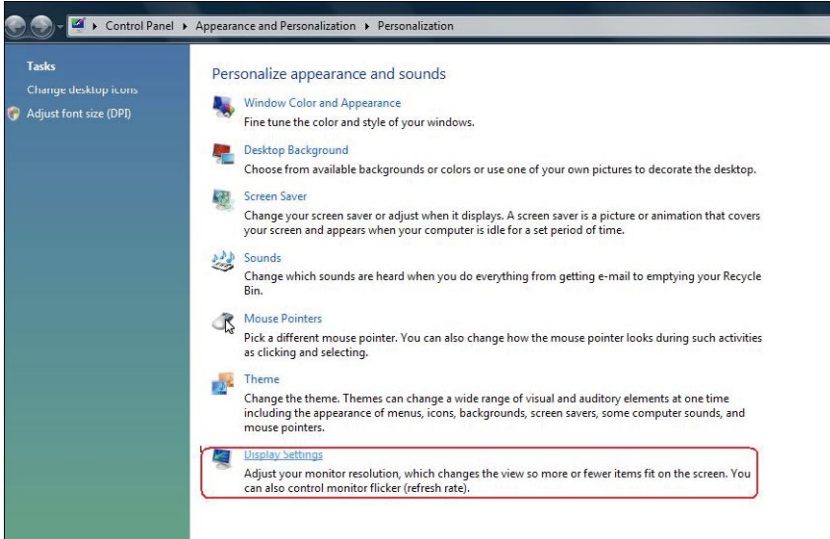 Control Panel ▸ Appearance and Personalization ▸ Personalization
Tasks
Change desktop icons
Adjust font size (DPI)
Personalize appearance and sounds
Window Color and Appearance
Fine tune the color and style of your windows.
Desktop Background
Choose from available backgrounds or colors or use one of your own pictures to decorate the desktop.
Screen Saver
Change your screen saver or adjust when it displays. A screen saver is a picture or animation that covers
your screen and appears when your computer is idle for a set period of time.
Sounds
Change which sounds are heard when you do everything from getting e-mail to emptying your Recycle
Bin.
Mouse Pointers
Pick a different mouse pointer. You can also change how the mouse pointer looks during such activities
as clicking and selecting.
Theme
Change the theme. Themes can change a wide range of visual and auditory elements at one time
including the appearance of menus, icons, backgrounds, screen savers, some computer sounds, and
mouse pointers.
Display Settings
Adjust your monitor resolution, which changes the view so more or fewer items fit on the screen. You
can also control monitor flicker (refresh rate).